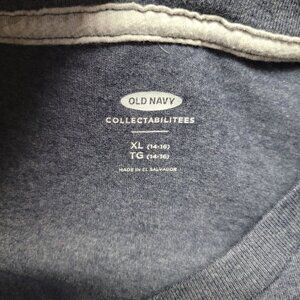 OLD NAVY
COLLECTABILITEES
XL (14-16)
TG (14-16)
MADE IN EL SALVADOR